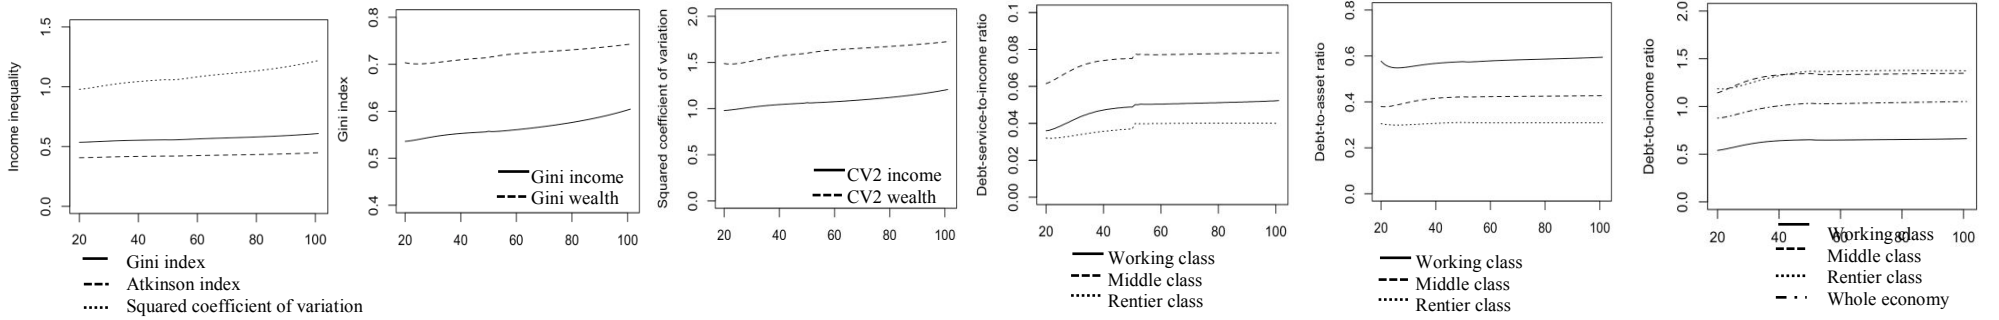 Income inequality
1.5
1.0
0.5
0.0
20 40 60 80 100
Gini index
Atkinson index
Squared coefficient of variation
Gini index
0.8
0.7
0.6
0.5
0.4
Gini income
Gini wealth
20 40 60 80 100
Squared coefficient of variation
2.0
1.5
1.0
0.5
0.0
CV2 income
CV2 wealth
20 40 60 80 100
Debt-service-to-income ratio
0.1
0.08
0.06
0.04
0.02
0.00
20 40 60 80 100
Working class
Middle class
Rentier class
Debt-to-asset ratio
0.8
0.6
0.4
0.2
0.0
20 40 60 80 100
Working class
Middle class
Rentier class
Debt-to-income ratio
2.0
1.5
1.0
0.5
0.0
20 40 60 80 100
Working class
Middle class
Rentier class
Whole economy